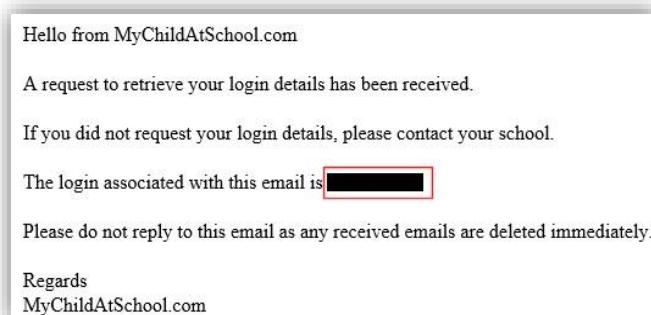 Hello from MyChildAtSchool.com
A request to retrieve your login details has been received.
If you did not request your login details, please contact your school.
The login associated with this email is
Please do not reply to this email as any received emails are deleted immediately.
Regards
MyChildAtSchool.com